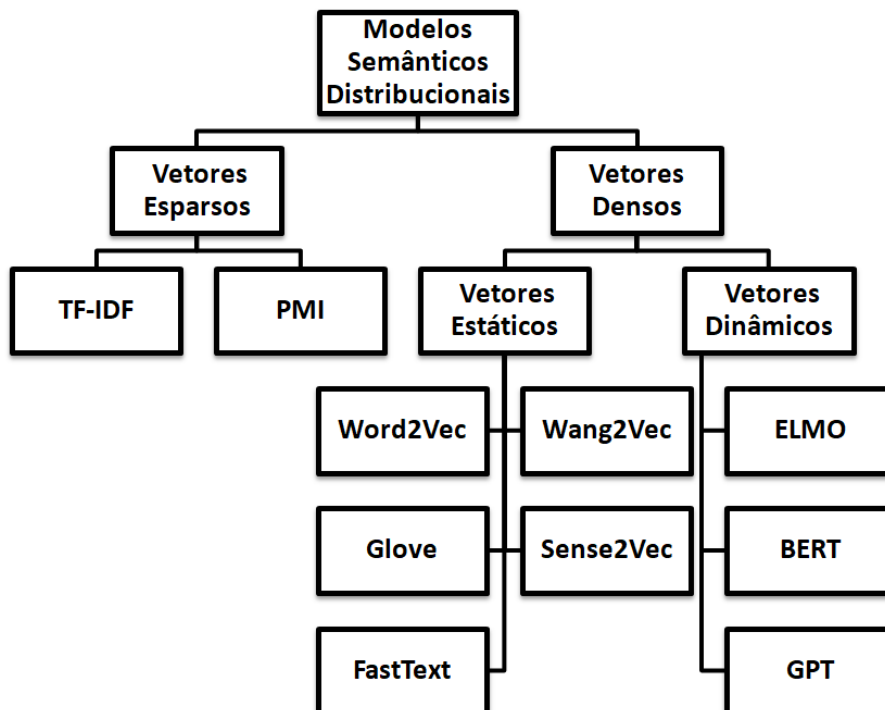 Modelos
Semânticos
Distribucionais
Vetores
Esparsos
Vetores
Densos
TF-IDF
PMI
Vetores
Estáticos
Vetores
Dinâmicos
Word2Vec
Wang2Vec
ELMO
Glove
Sense2Vec
BERT
FastText
GPT